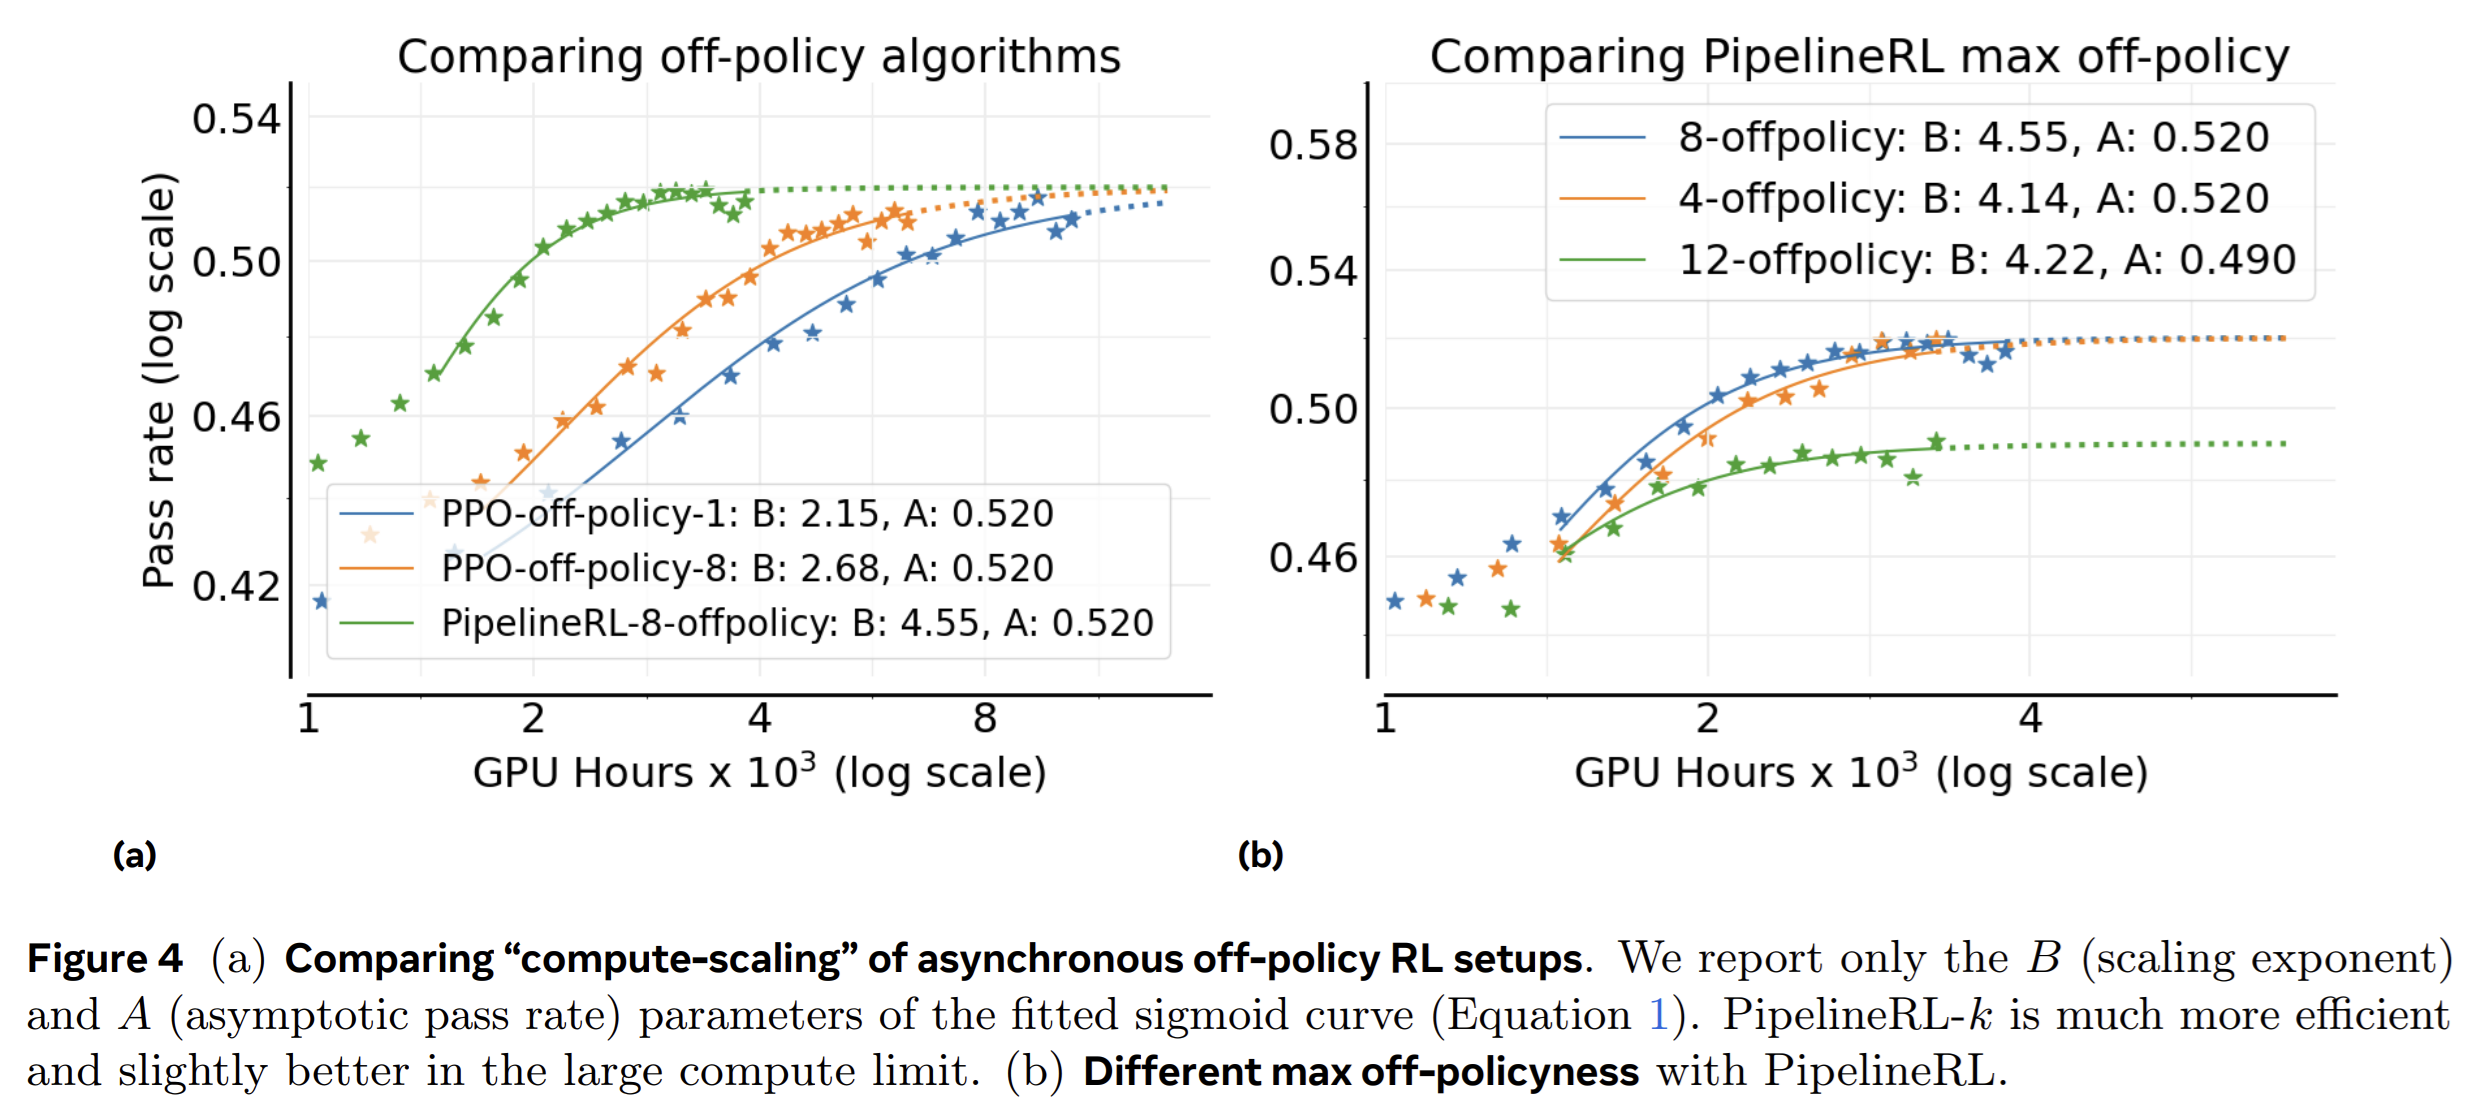 Comparing off-policy algorithms
Pass rate (log scale)
0.54
0.50
0.46
0.42
PPO-off-policy-1: B: 2.15, A: 0.520
PPO-off-policy-8: B: 2.68, A: 0.520
PipelineRL-8-offpolicy: B: 4.55, A: 0.520
1 2 4 8
GPU Hours x 10³ (log scale)
(a)
Comparing PipelineRL max off-policy
0.58
0.54
0.50
0.46
8-offpolicy: B: 4.55, A: 0.520
4-offpolicy: B: 4.14, A: 0.520
12-offpolicy: B: 4.22, A: 0.490
1 2 4
GPU Hours x 10³ (log scale)
(b)
Figure 4 (a) Comparing “compute-scaling” of asynchronous off-policy RL setups. We report only the B (scaling exponent)
and A (asymptotic pass rate) parameters of the fitted sigmoid curve (Equation 1). PipelineRL-k is much more efficient
and slightly better in the large compute limit. (b) Different max off-policyness with PipelineRL.